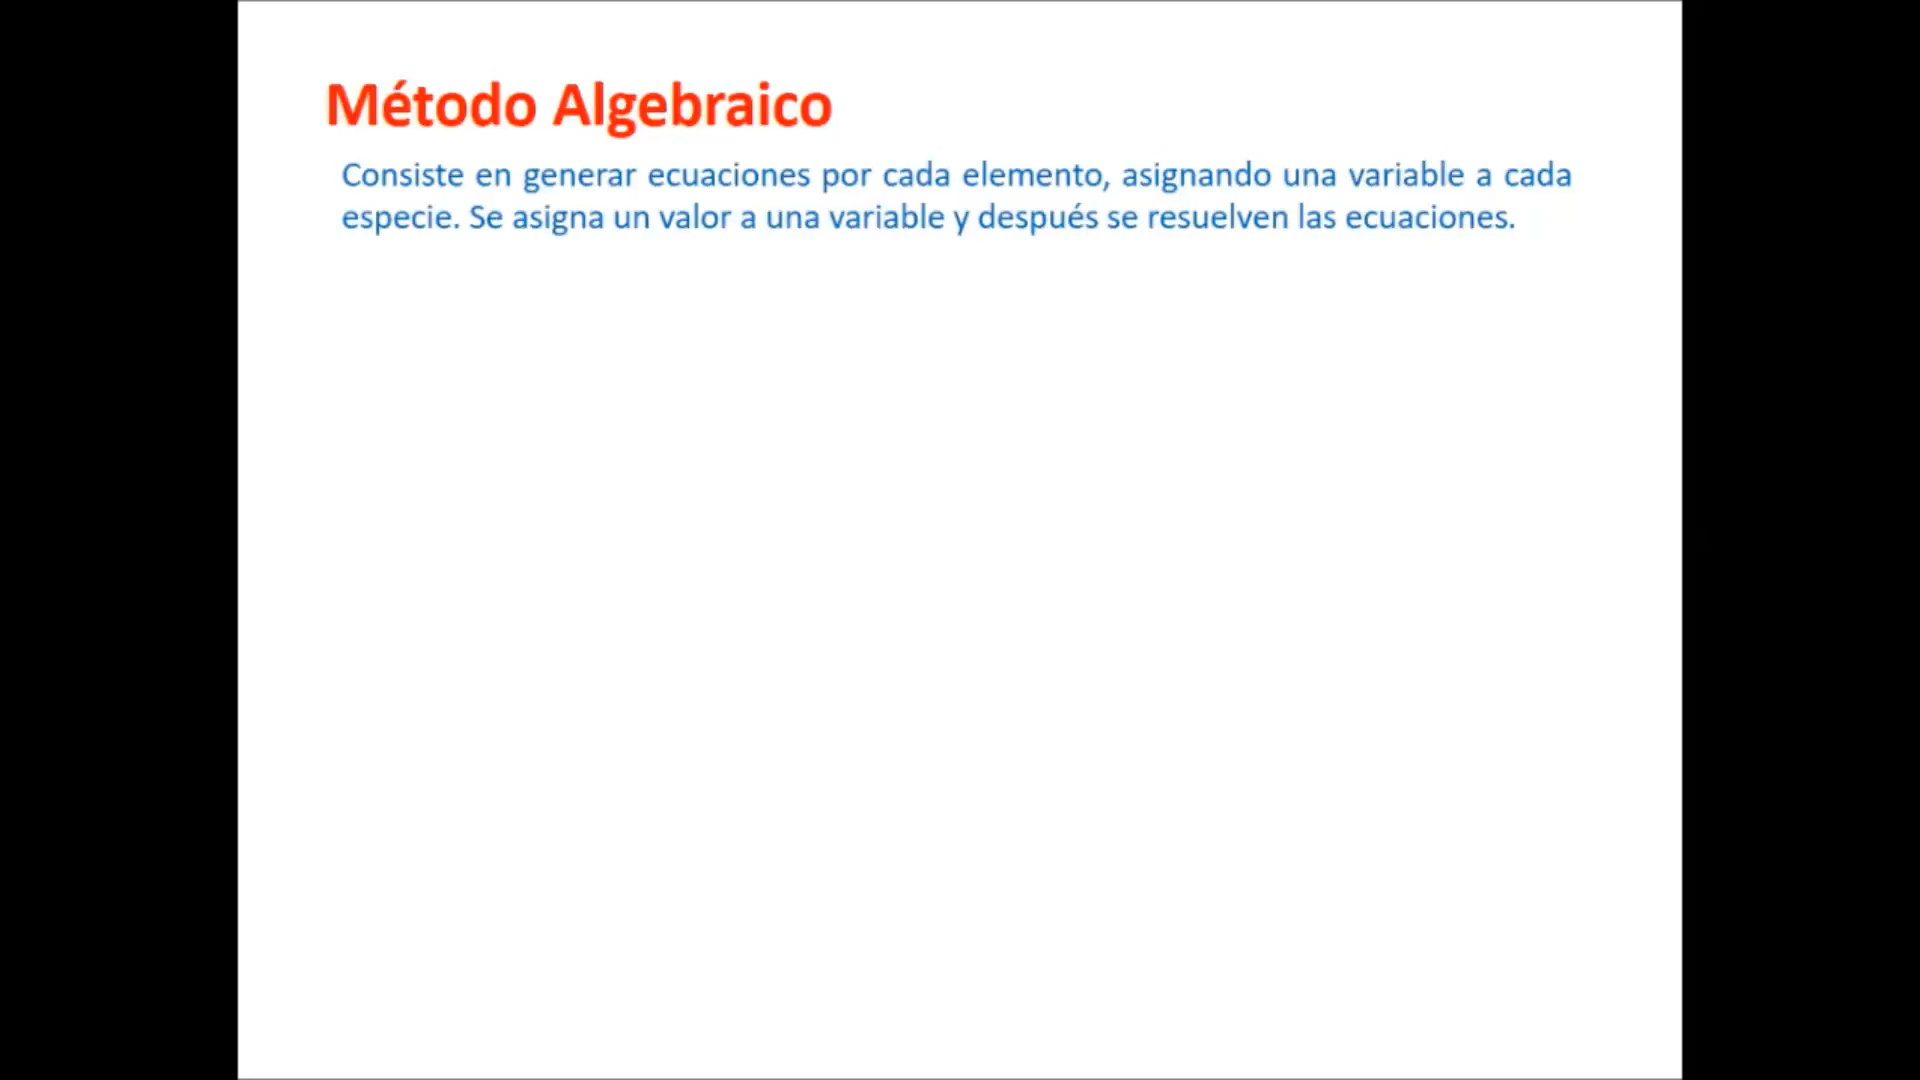 Método Algebraico
Consiste en generar ecuaciones por cada elemento, asignando una variable a cada
especie. Se asigna un valor a una variable y después se resuelven las ecuaciones.